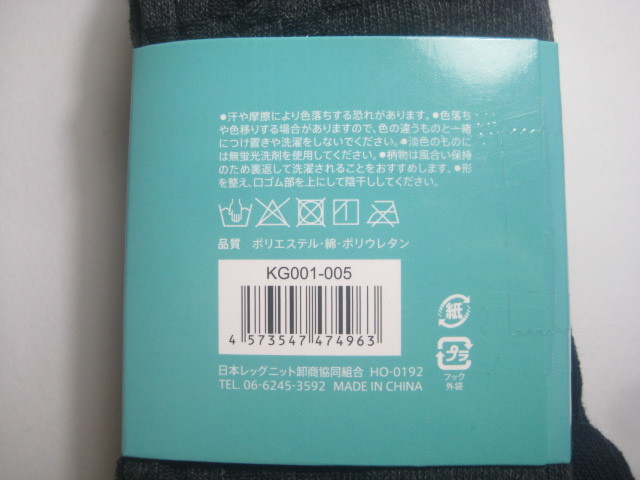 ●汗や摩擦により色落ちする恐れがあります。●色落ち
や色移りする場合がありますので、色の違うものと一緒
につけ置きや洗濯をしないでください。●淡色のものに
は無蛍光洗剤を使用してください。●柄物は風合い保持
のため裏返して洗濯されることをおすすめします。●形
を整え、口ゴム部を上にして陰干ししてください。
品質 ポリエステル・綿・ポリウレタン
KG001-005
4 573547 474963
紙
プラ
フック
外袋
日本レッグニット卸商協同組合 HO-0192
TEL. 06-6245-3592 MADE IN CHINA